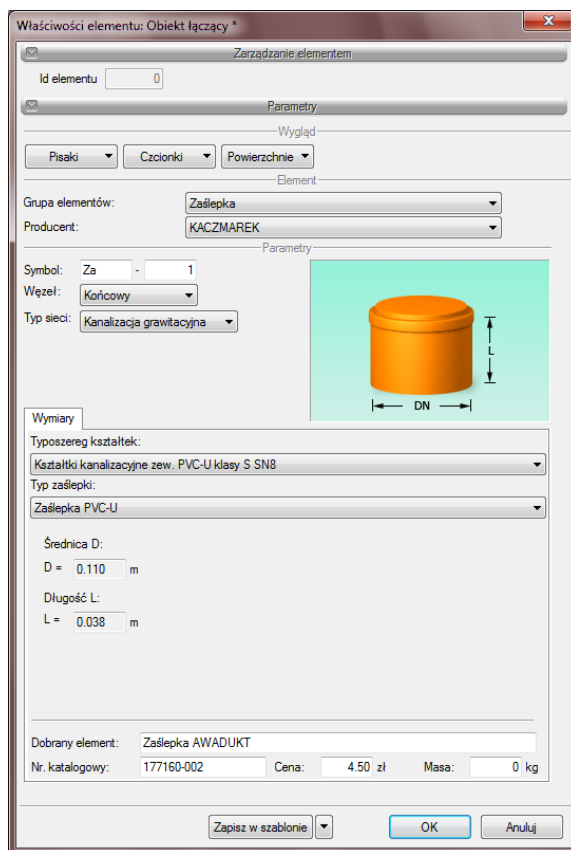 Właściwości elementu: Obiekt łączący *
Zarządzanie elementem
Id elementu 0
Parametry
Wygląd
Pisaki Czcionki Powierzchnie
Element
Grupa elementów: Zaślepka
Producent: KACZMAREK
Parametry
Symbol: Za - 1
Węzeł: Końcowy
Typ sieci: Kanalizacja grawitacyjna
L
DN
Wymiary
Typoszereg kształtek:
Kształtki kanalizacyjne zew. PVC-U klasy S SN8
Typ zaślepki:
Zaślepka PVC-U
Średnica D:
D = 0.110 m
Długość L:
L = 0.038 m
Dobrany element: Zaślepka AWADUKT
Nr. katalogowy: 177160-002 Cena: 4.50 zł Masa: 0 kg
Zapisz w szablonie OK Anuluj